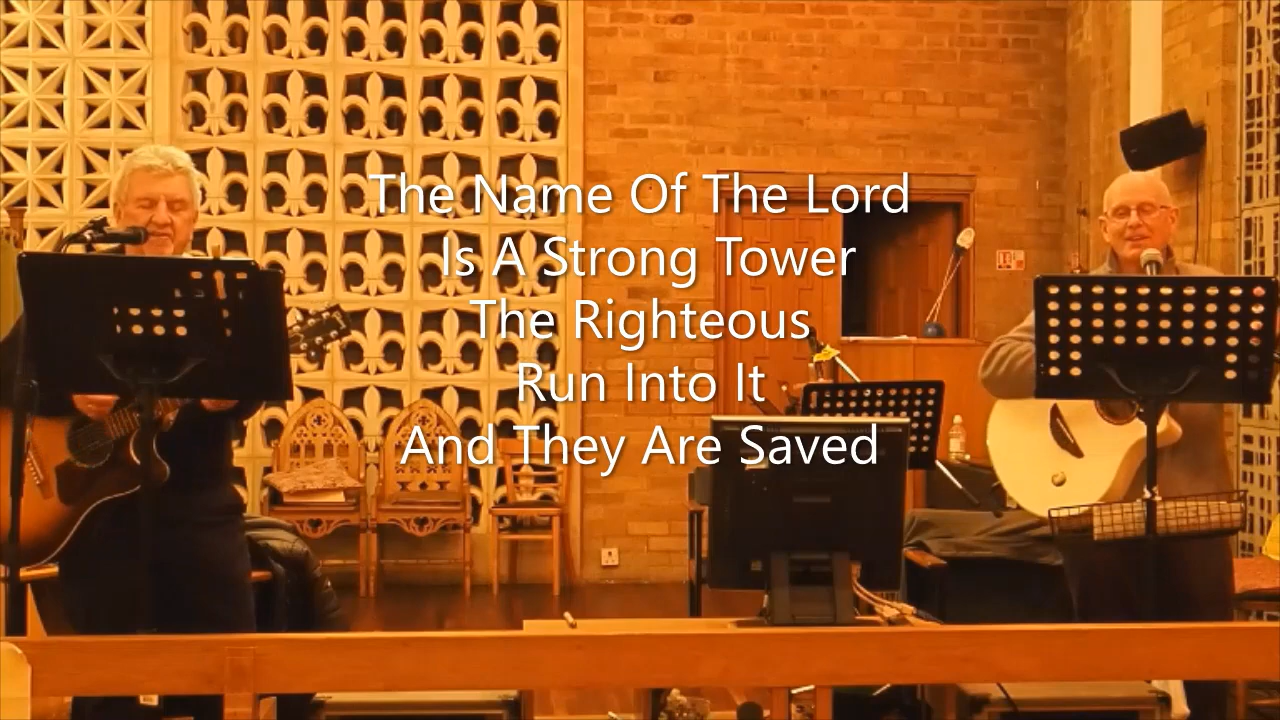 The Name Of The Lord
Is A Strong Tower
The Righteous
Run Into It
And They Are Saved